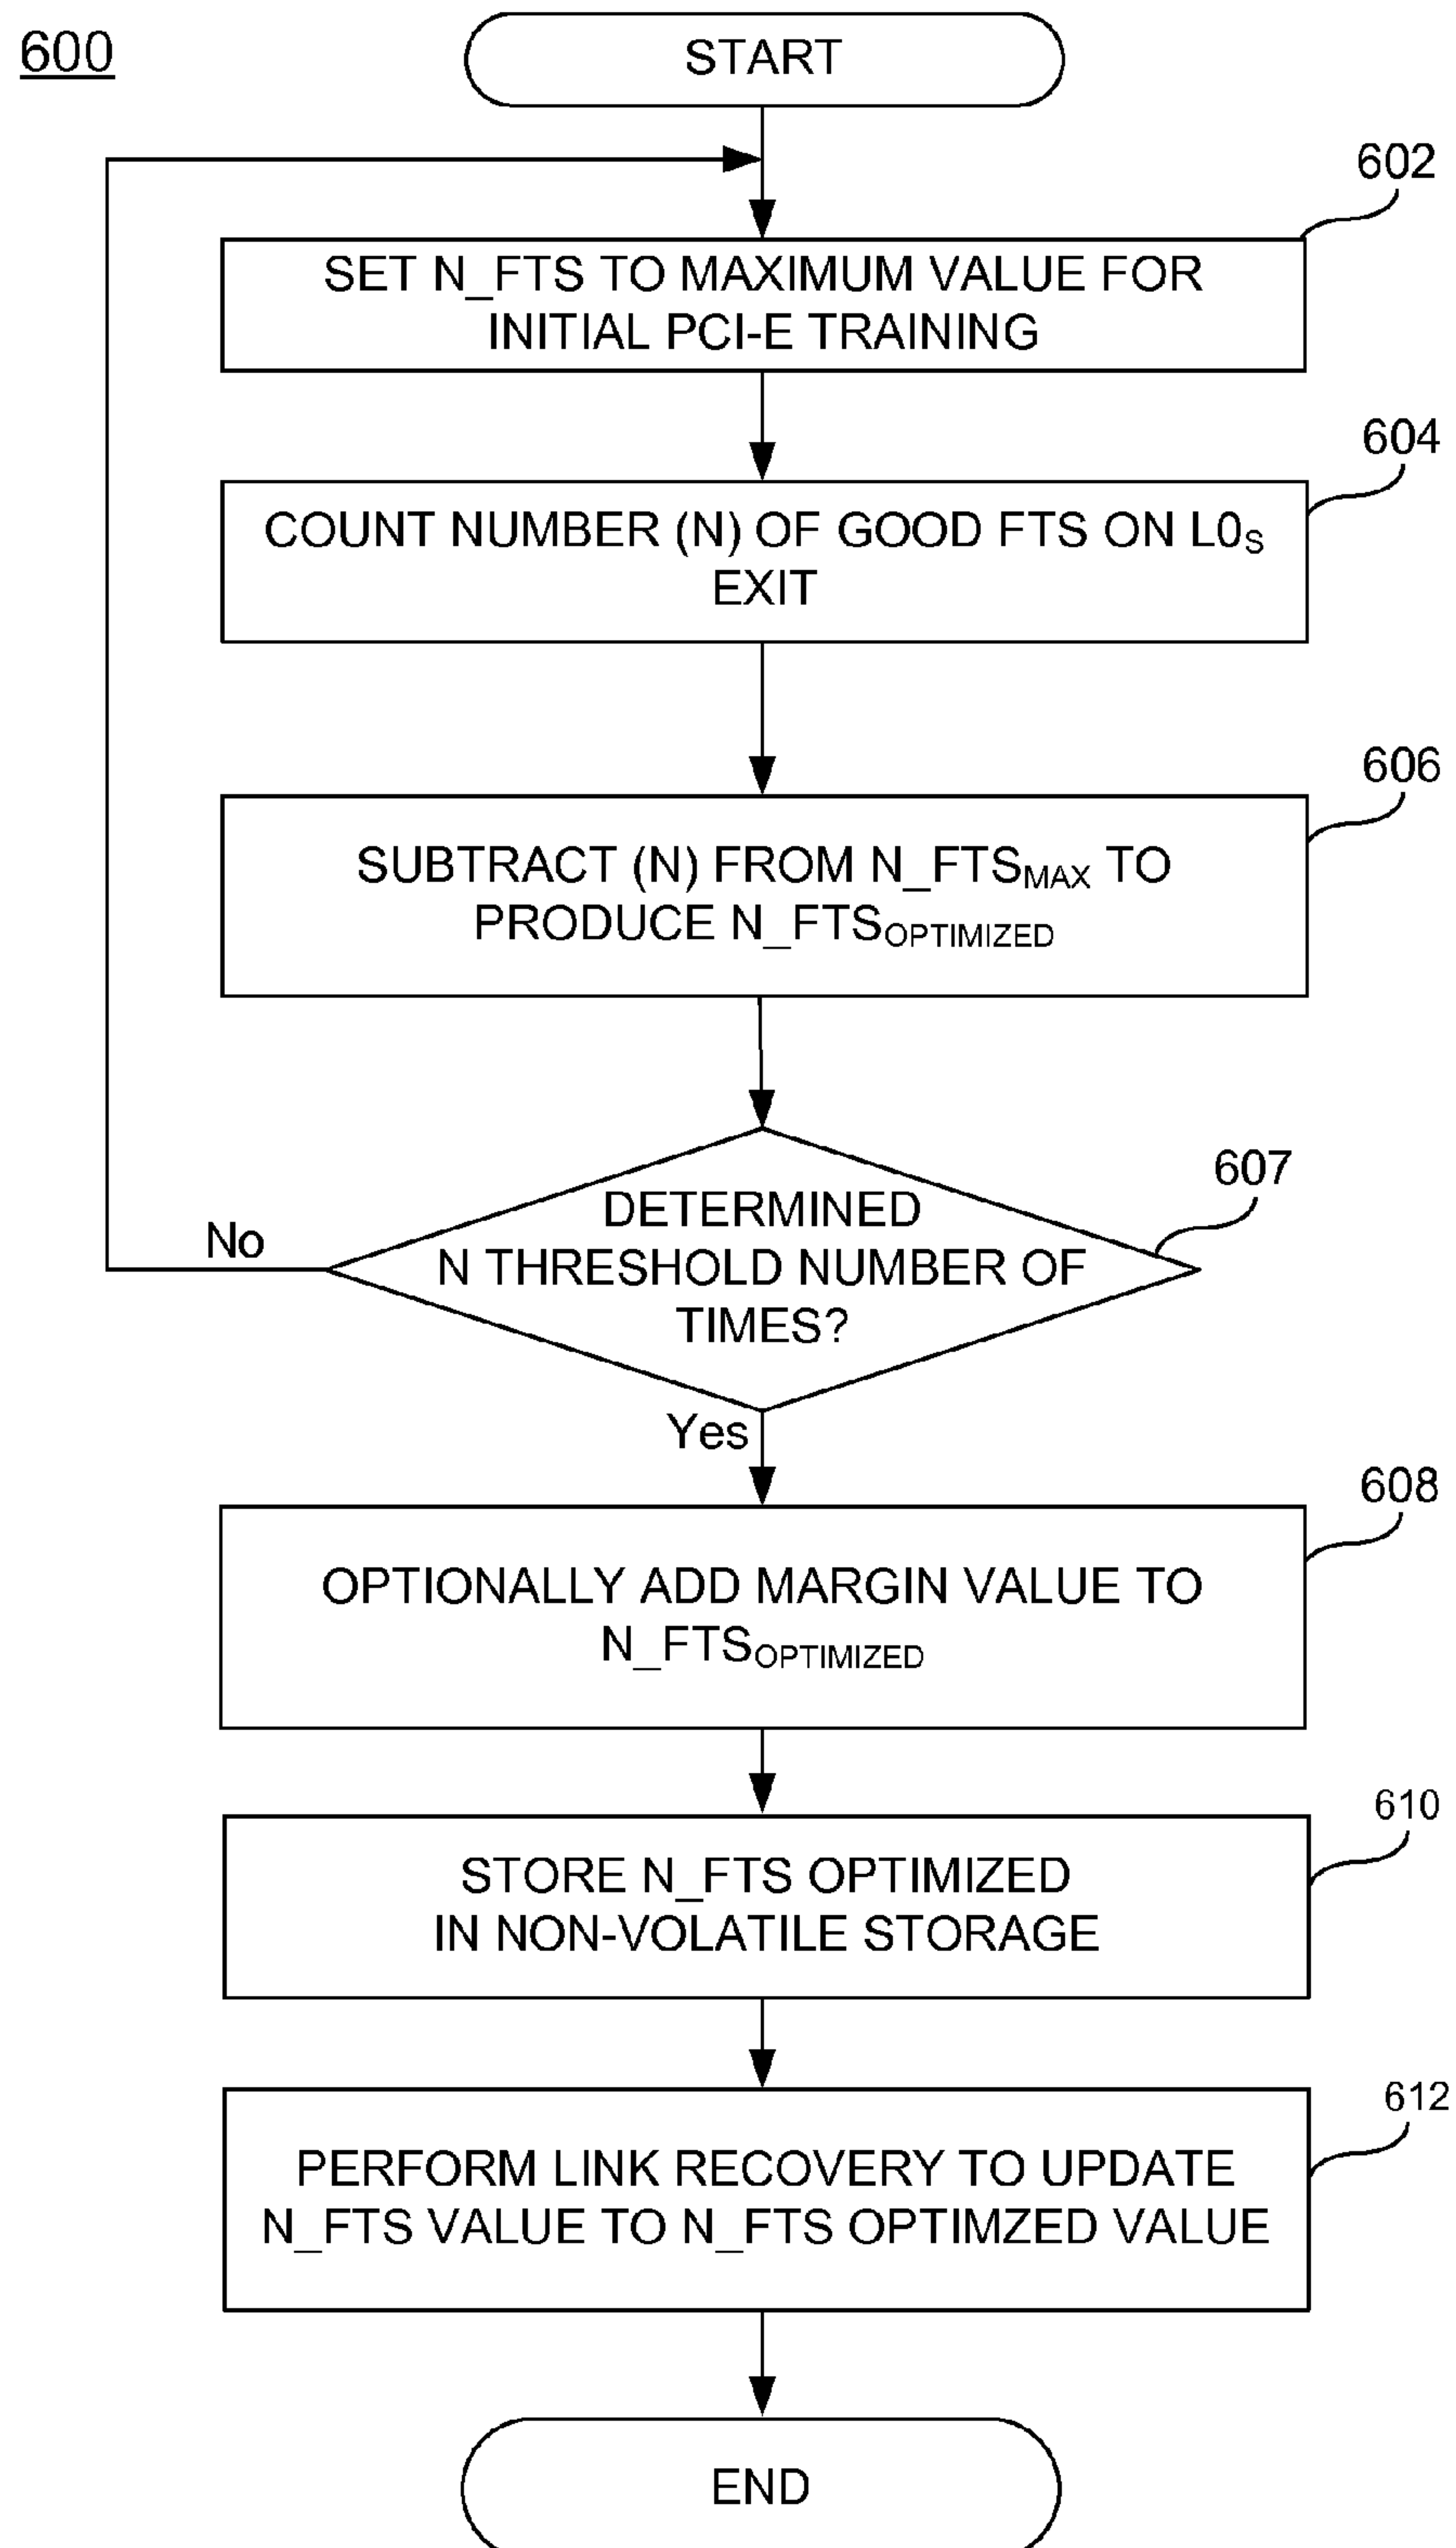 600
START
602
SET N_FTS TO MAXIMUM VALUE FOR
INITIAL PCI-E TRAINING
604
COUNT NUMBER (N) OF GOOD FTS ON L0S
EXIT
606
SUBTRACT (N) FROM N_FTSMAX TO
PRODUCE N_FTSOPTIMIZED
607
DETERMINED
N THRESHOLD NUMBER OF
TIMES?
No
Yes
608
OPTIONALLY ADD MARGIN VALUE TO
N_FTSOPTIMIZED
610
STORE N_FTS OPTIMIZED
IN NON-VOLATILE STORAGE
612
PERFORM LINK RECOVERY TO UPDATE
N_FTS VALUE TO N_FTS OPTIMZED VALUE
END